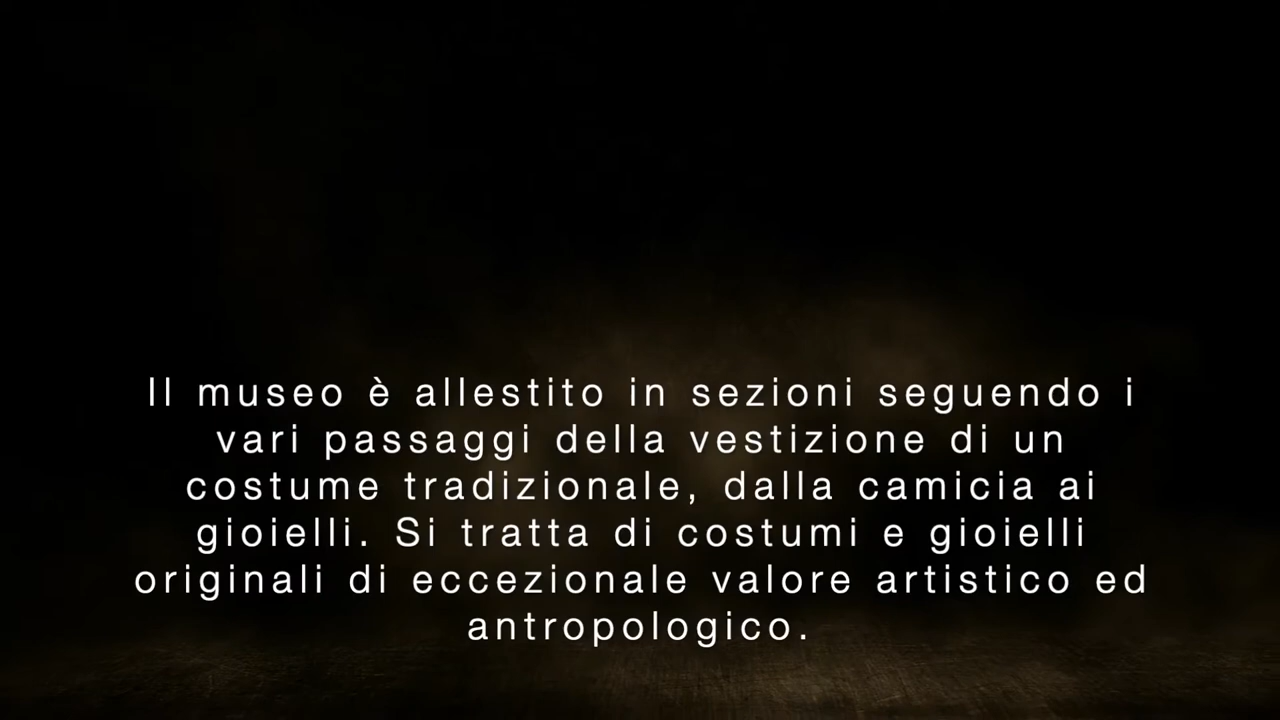 Il museo è allestito in sezioni seguendo i
vari passaggi della vestizione di un
costume tradizionale, dalla camicia ai
gioielli. Si tratta di costumi e gioielli
originali di eccezionale valore artistico ed
antropologico.